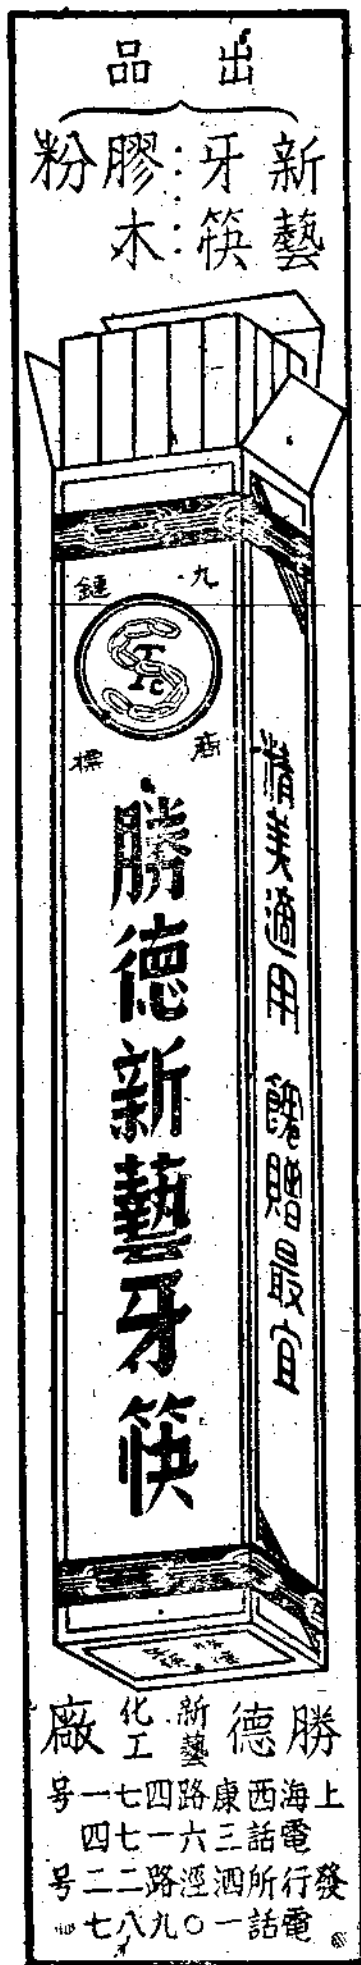 出品
新藝牙筷
膠木粉
九鏈
STC
商標
勝德新藝牙筷
精美適用 餽贈最宜
勝德新藝化工廠
上海西康路四七一号
電話三六一七四
發行所泗涇路二二号
電話一〇九八七